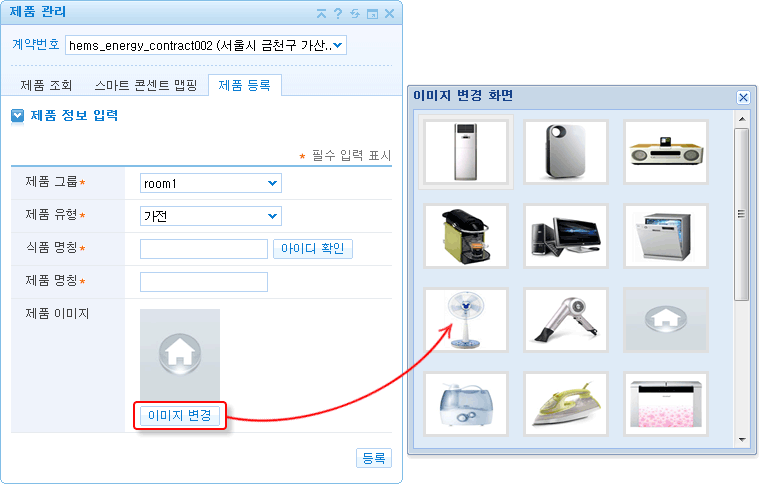 제품 관리
계약번호 hems_energy_contract002 (서울시 금천구 가산..
제품 조회 스마트 콘센트 맵핑 제품 등록
제품 정보 입력
* 필수 입력 표시
제품 그룹* room1
제품 유형* 가전
식품 명칭* 아이디 확인
제품 명칭*
제품 이미지
이미지 변경
등록
이미지 변경 화면